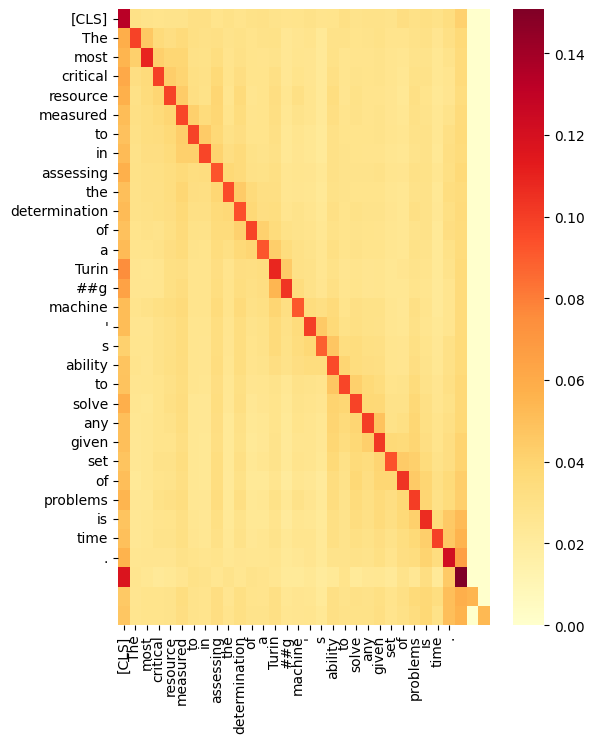 [CLS]
The
most
critical
resource
measured
to
in
assessing
the
determination
of
a
Turin
##g
machine
'
s
ability
to
solve
any
given
set
of
problems
is
time
.
0.14
0.12
0.10
0.08
0.06
0.04
0.02
0.00
[CLS]
The
most
critical
resource
measured
to
in
assessing
the
determination
of
a
Turin
##g
machine
'
s
ability
to
solve
any
given
set
of
problems
is
time
.